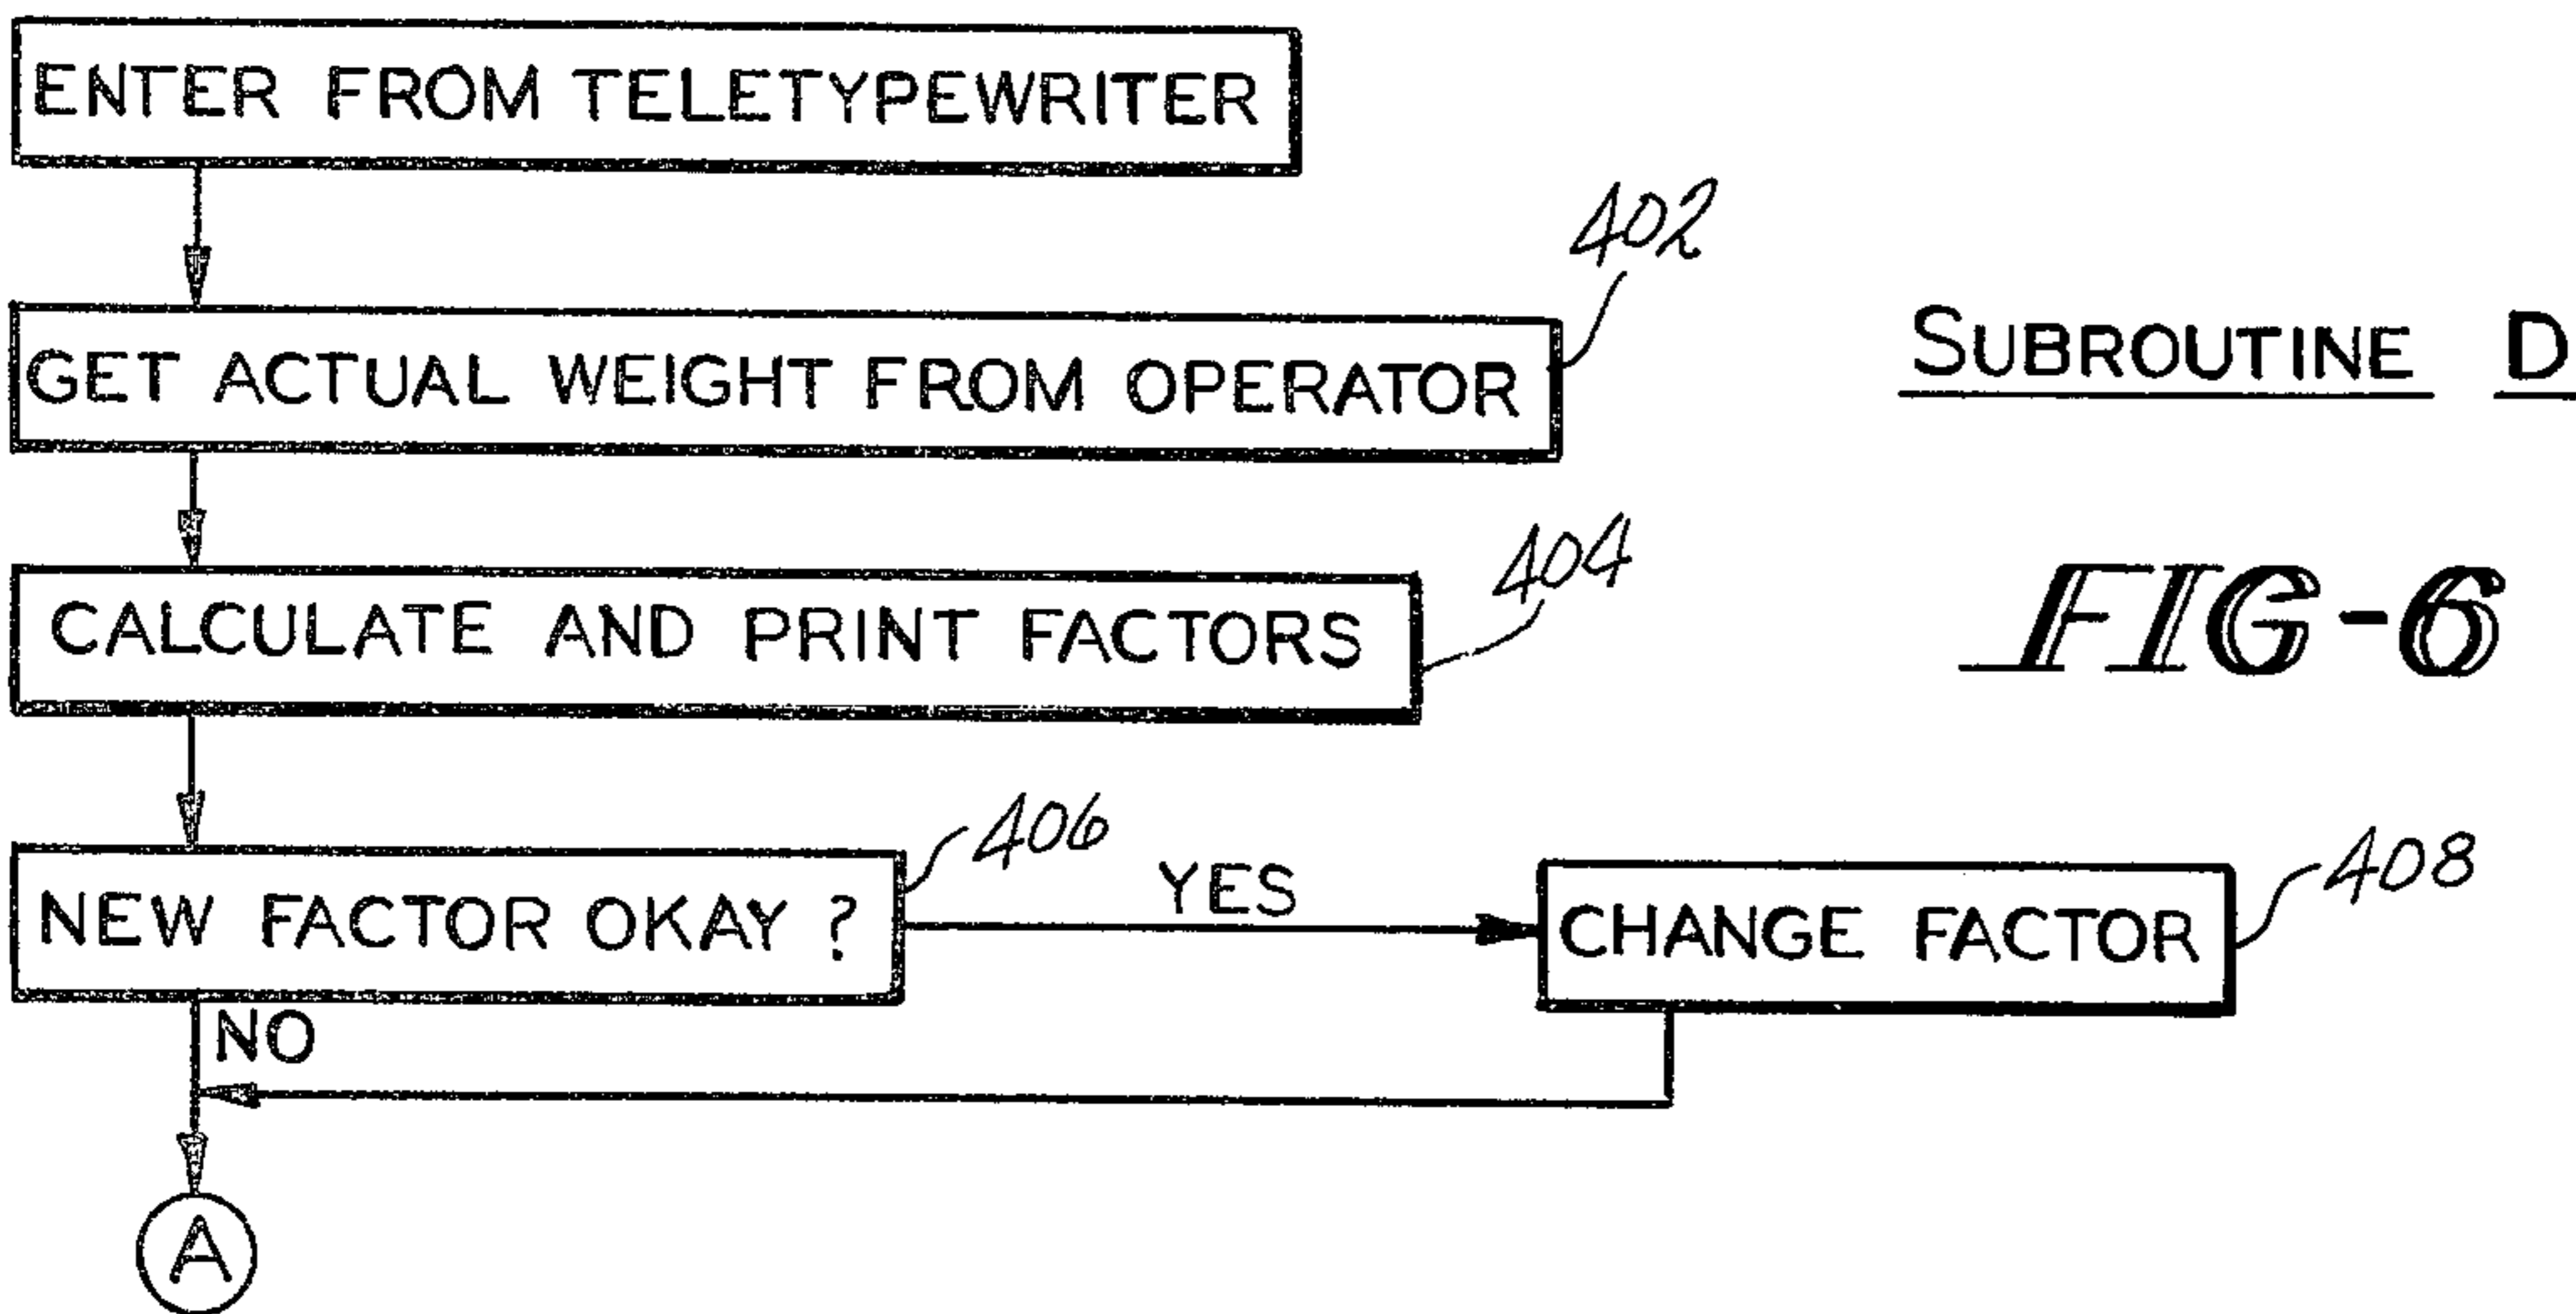 ENTER FROM TELETYPEWRITER
402
GET ACTUAL WEIGHT FROM OPERATOR
SUBROUTINE D
404
CALCULATE AND PRINT FACTORS
FIG-6
406
NEW FACTOR OKAY ?
YES
408
CHANGE FACTOR
NO
A